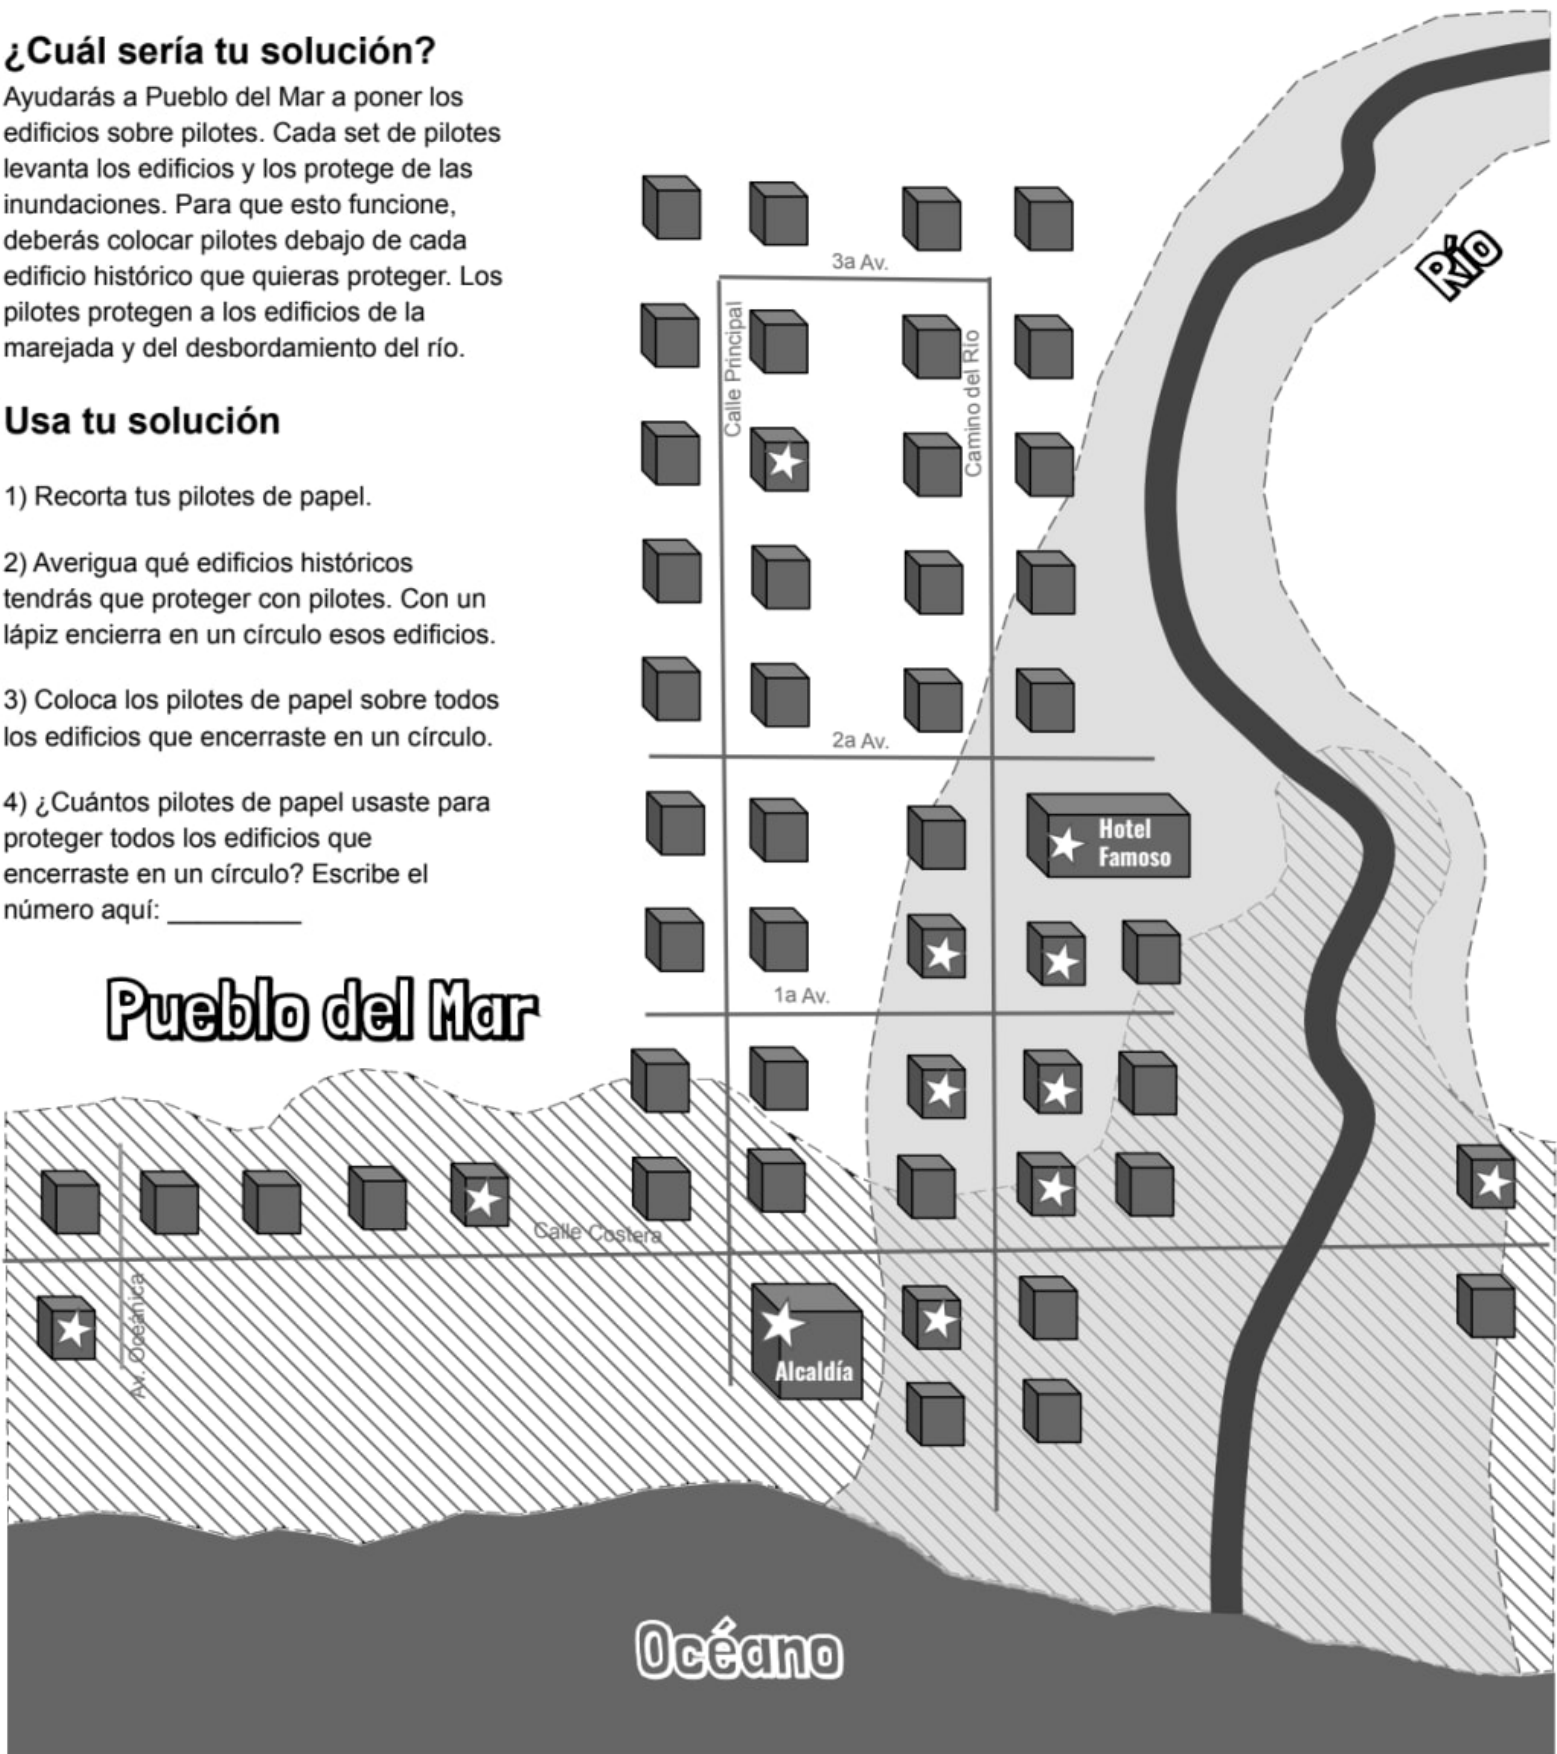 ¿Cuál sería tu solución?
Ayudarás a Pueblo del Mar a poner los
edificios sobre pilotes. Cada set de pilotes
levanta los edificios y los protege de las
inundaciones. Para que esto funcione,
deberás colocar pilotes debajo de cada
edificio histórico que quieras proteger. Los
pilotes protegen a los edificios de la
marejada y del desbordamiento del río.
Usa tu solución
1) Recorta tus pilotes de papel.
2) Averigua qué edificios históricos
tendrás que proteger con pilotes. Con un
lápiz encierra en un círculo esos edificios.
3) Coloca los pilotes de papel sobre todos
los edificios que encerraste en un círculo.
4) ¿Cuántos pilotes de papel usaste para
proteger todos los edificios que
encerraste en un círculo? Escribe el
número aquí: _________
Pueblo del Mar
Río
3a Av.
Calle Principal
Camino del Río
2a Av.
Hotel
Famoso
1a Av.
Calle Costera
Av. Oceánica
Alcaldía
Océano